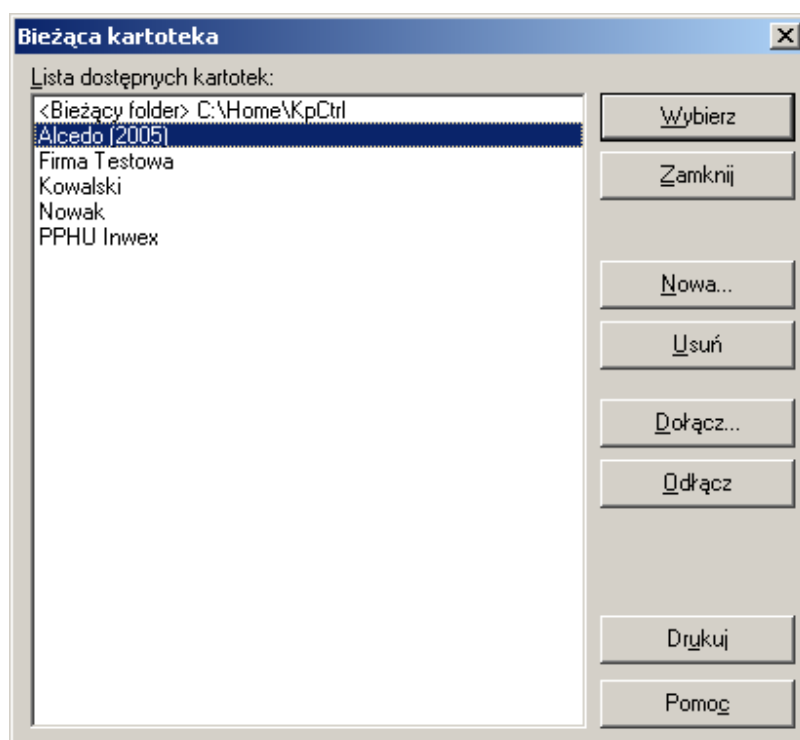 Bieżąca kartoteka
Lista dostępnych kartotek:
<Bieżący folder> C:\Home\KpCtrl
Alcedo (2005)
Firma Testowa
Kowalski
Nowak
PPHU Inwex
Wybierz
Zamknij
Nowa...
Usuń
Dołącz...
Odłącz
Drukuj
Pomoc